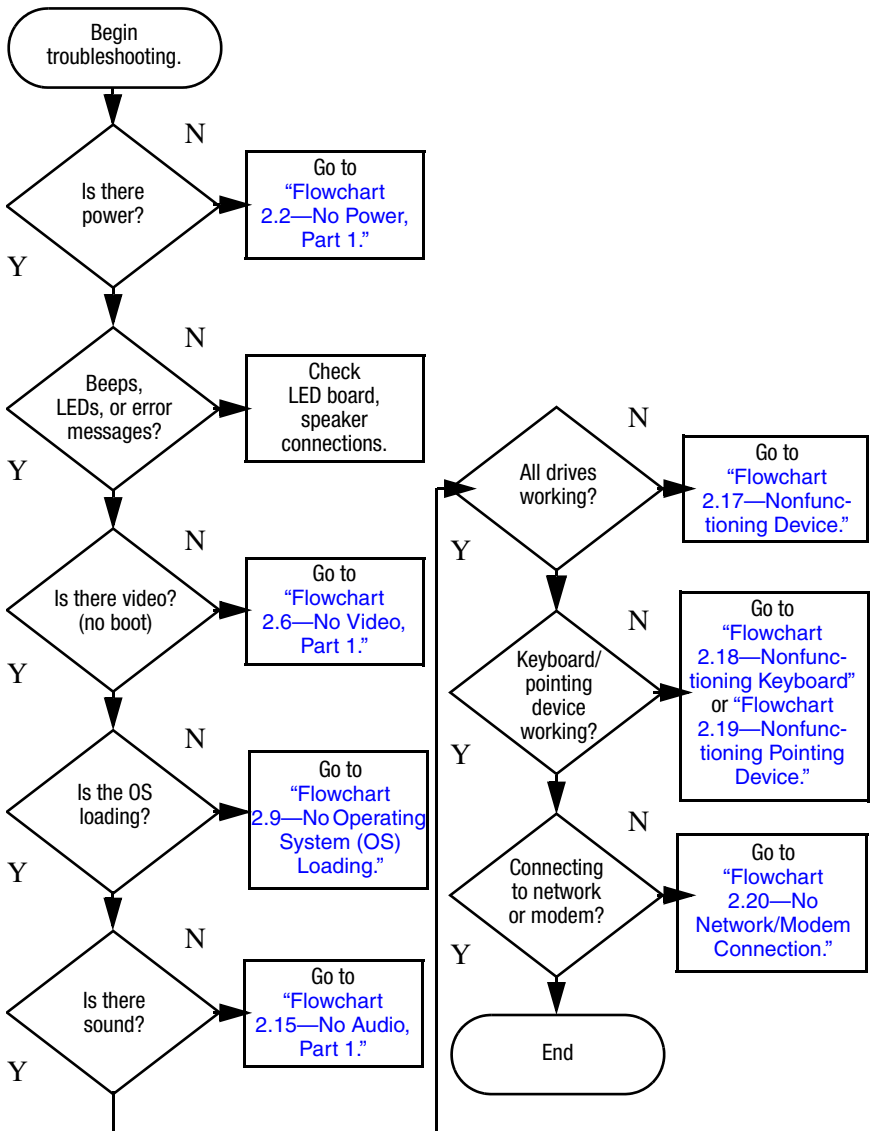 Begin
troubleshooting.
N
Is there
power?
Go to
“Flowchart
2.2—No Power,
Part 1.”
Y
N
Beeps,
LEDs, or error
messages?
Check
LED board,
speaker
connections.
Y
N
Is there video?
(no boot)
Go to
“Flowchart
2.6—No Video,
Part 1.”
Y
N
Is the OS
loading?
Go to
“Flowchart
2.9—No Operating
System (OS)
Loading.”
Y
N
Is there
sound?
Go to
“Flowchart
2.15—No Audio,
Part 1.”
Y
N
All drives
working?
Go to
“Flowchart
2.17—Nonfunc-
tioning Device.”
Y
N
Keyboard/
pointing
device
working?
Go to
“Flowchart
2.18—Nonfunc-
tioning Keyboard”
or “Flowchart
2.19—Nonfunc-
tioning Pointing
Device.”
Y
N
Connecting
to network
or modem?
Go to
“Flowchart
2.20—No
Network/Modem
Connection.”
Y
End